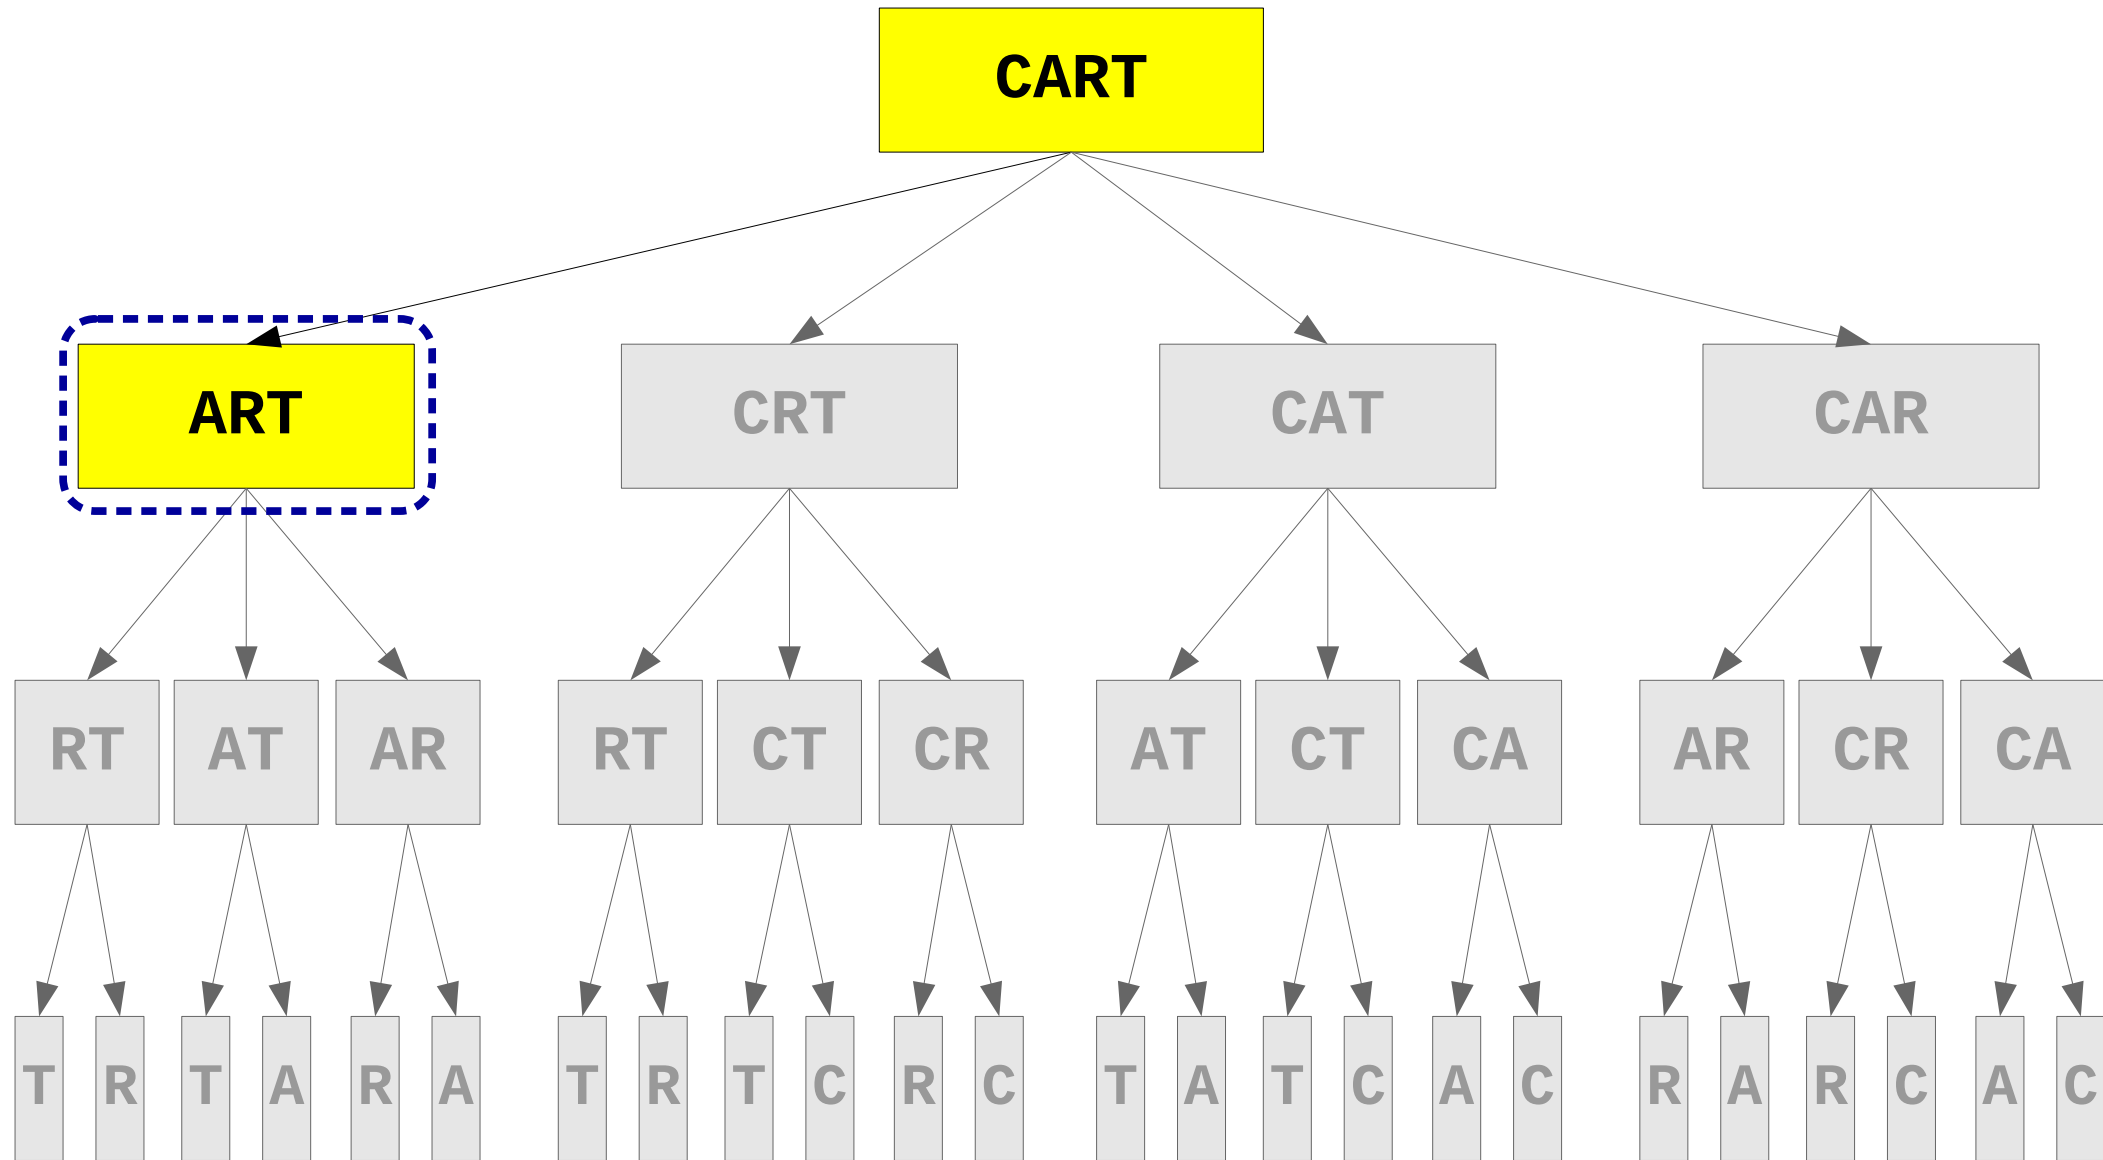 CART
ART CRT CAT CAR
RT AT AR RT CT CR AT CT CA AR CR CA
T R T A R A T R T C R C T A T C A C R A R C A C